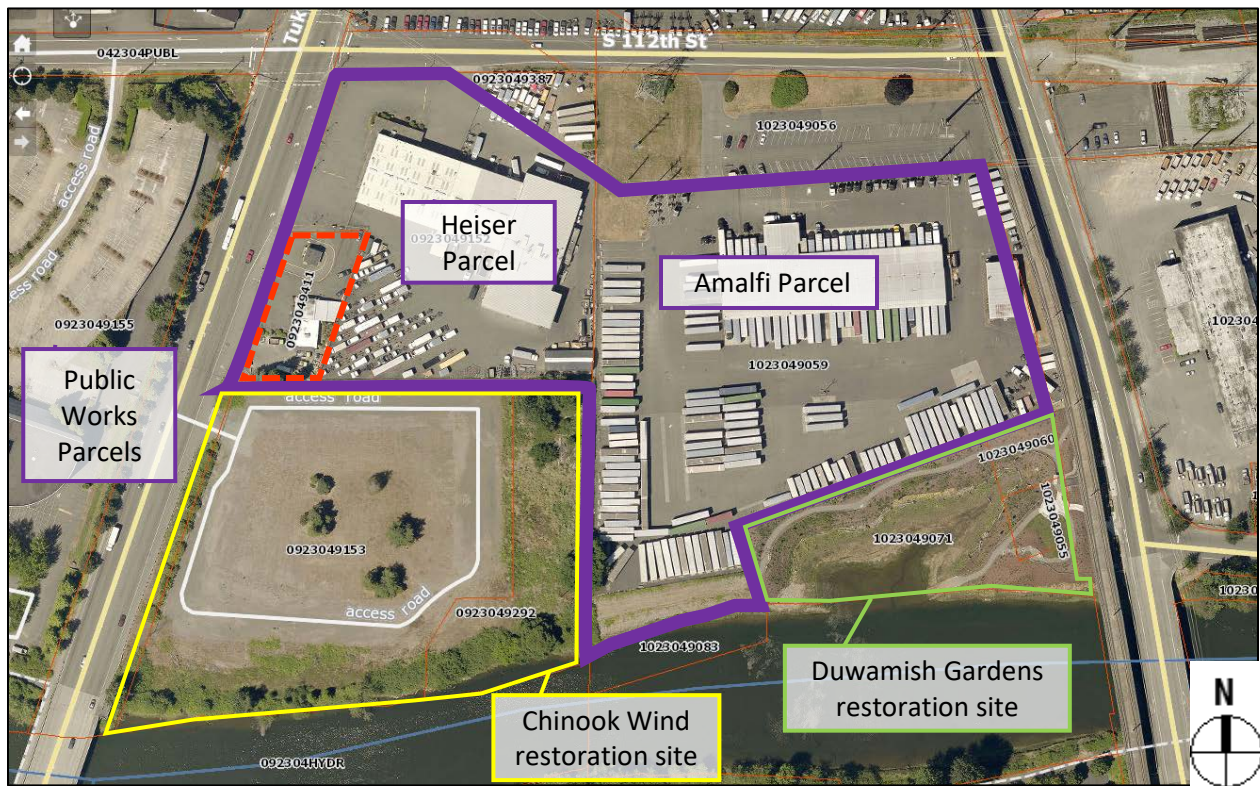 042304PUBL
Tuk
S 112th St
0923049387
1023049056
access road
Heiser
Parcel
0923049152
Amalfi Parcel
0923049411
ess road
0923049155
1023049059
Public
Works
Parcels
access road
1023049060
0923049153
1023049071
1023049055
access road
0923049292
1023049083
Duwamish Gardens
restoration site
Chinook Wind
restoration site
092304HYDR
N